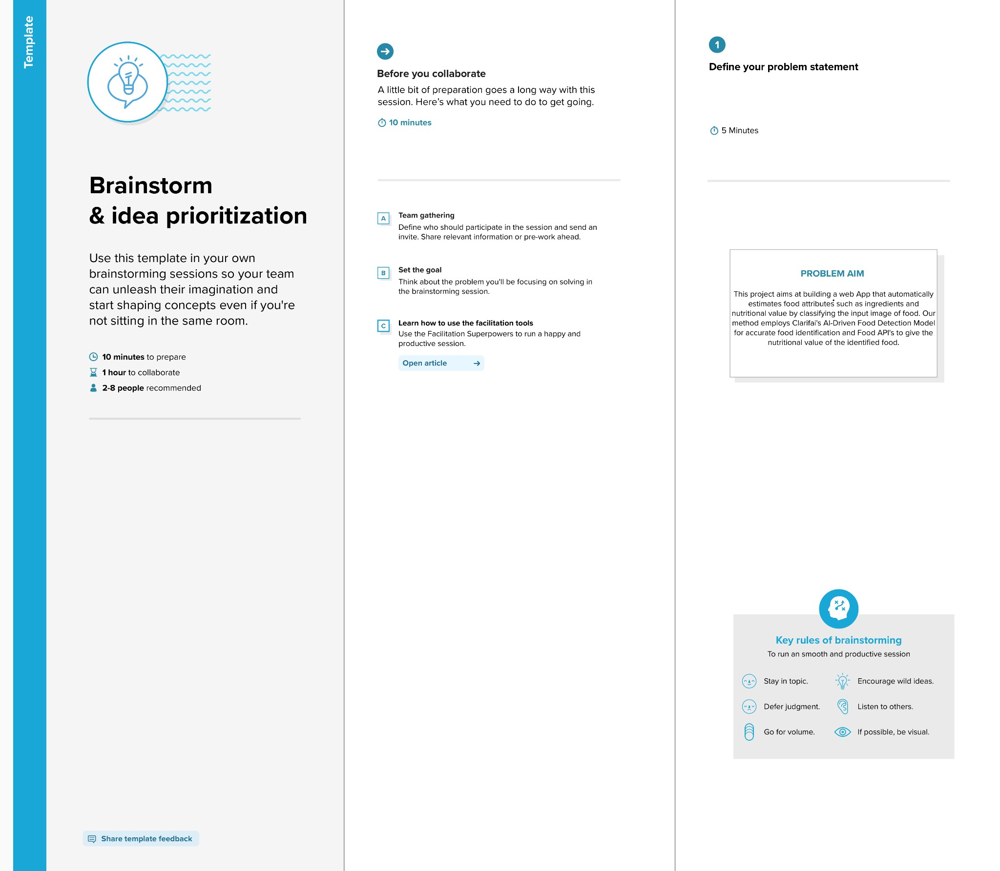 Template
Brainstorm
& idea prioritization
Use this template in your own
brainstorming sessions so your team
can unleash their imagination and
start shaping concepts even if you're
not sitting in the same room.
10 minutes to prepare
1 hour to collaborate
2-8 people recommended
Share template feedback
Before you collaborate
A little bit of preparation goes a long way with this
session. Here’s what you need to do to get going.
10 minutes
A
Team gathering
Define who should participate in the session and send an
invite. Share relevant information or pre-work ahead.
B
Set the goal
Think about the problem you'll be focusing on solving in
the brainstorming session.
C
Learn how to use the facilitation tools
Use the Facilitation Superpowers to run a happy and
productive session.
Open article
1
Define your problem statement
5 Minutes
PROBLEM AIM
This project aims at building a web App that automatically
estimates food attributes such as ingredients and
nutritional value by classifying the input image of food. Our
method employs Clarifai's AI-Driven Food Detection Model
for accurate food identification and Food API's to give the
nutritional value of the identified food.
Key rules of brainstorming
To run an smooth and productive session
Stay in topic.
Encourage wild ideas.
Defer judgment.
Listen to others.
Go for volume.
If possible, be visual.